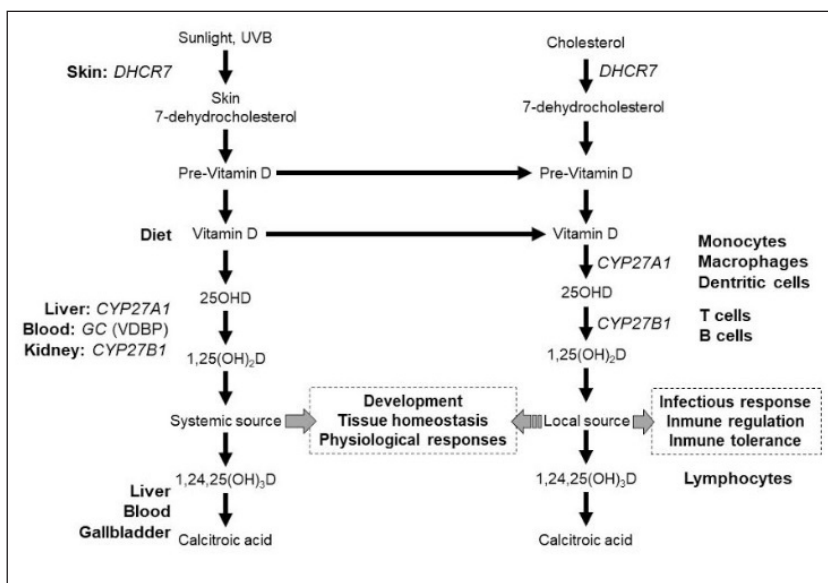 Sunlight, UVB
Skin: DHCR7
Skin
7-dehydrocholesterol
Pre-Vitamin D
Diet
Vitamin D
25OHD
Liver: CYP27A1
Blood: GC (VDBP)
Kidney: CYP27B1
1,25(OH)₂D
Systemic source
1,24,25(OH)₃D
Liver
Blood
Gallbladder
Calcitroic acid
Development
Tissue homeostasis
Physiological responses
Cholesterol
DHCR7
7-dehydrocholesterol
Pre-Vitamin D
Vitamin D
CYP27A1
Monocytes
Macrophages
Dentritic cells
25OHD
CYP27B1
T cells
B cells
1,25(OH)₂D
Local source
Infectious response
Inmune regulation
Inmune tolerance
1,24,25(OH)₃D
Lymphocytes
Calcitroic acid